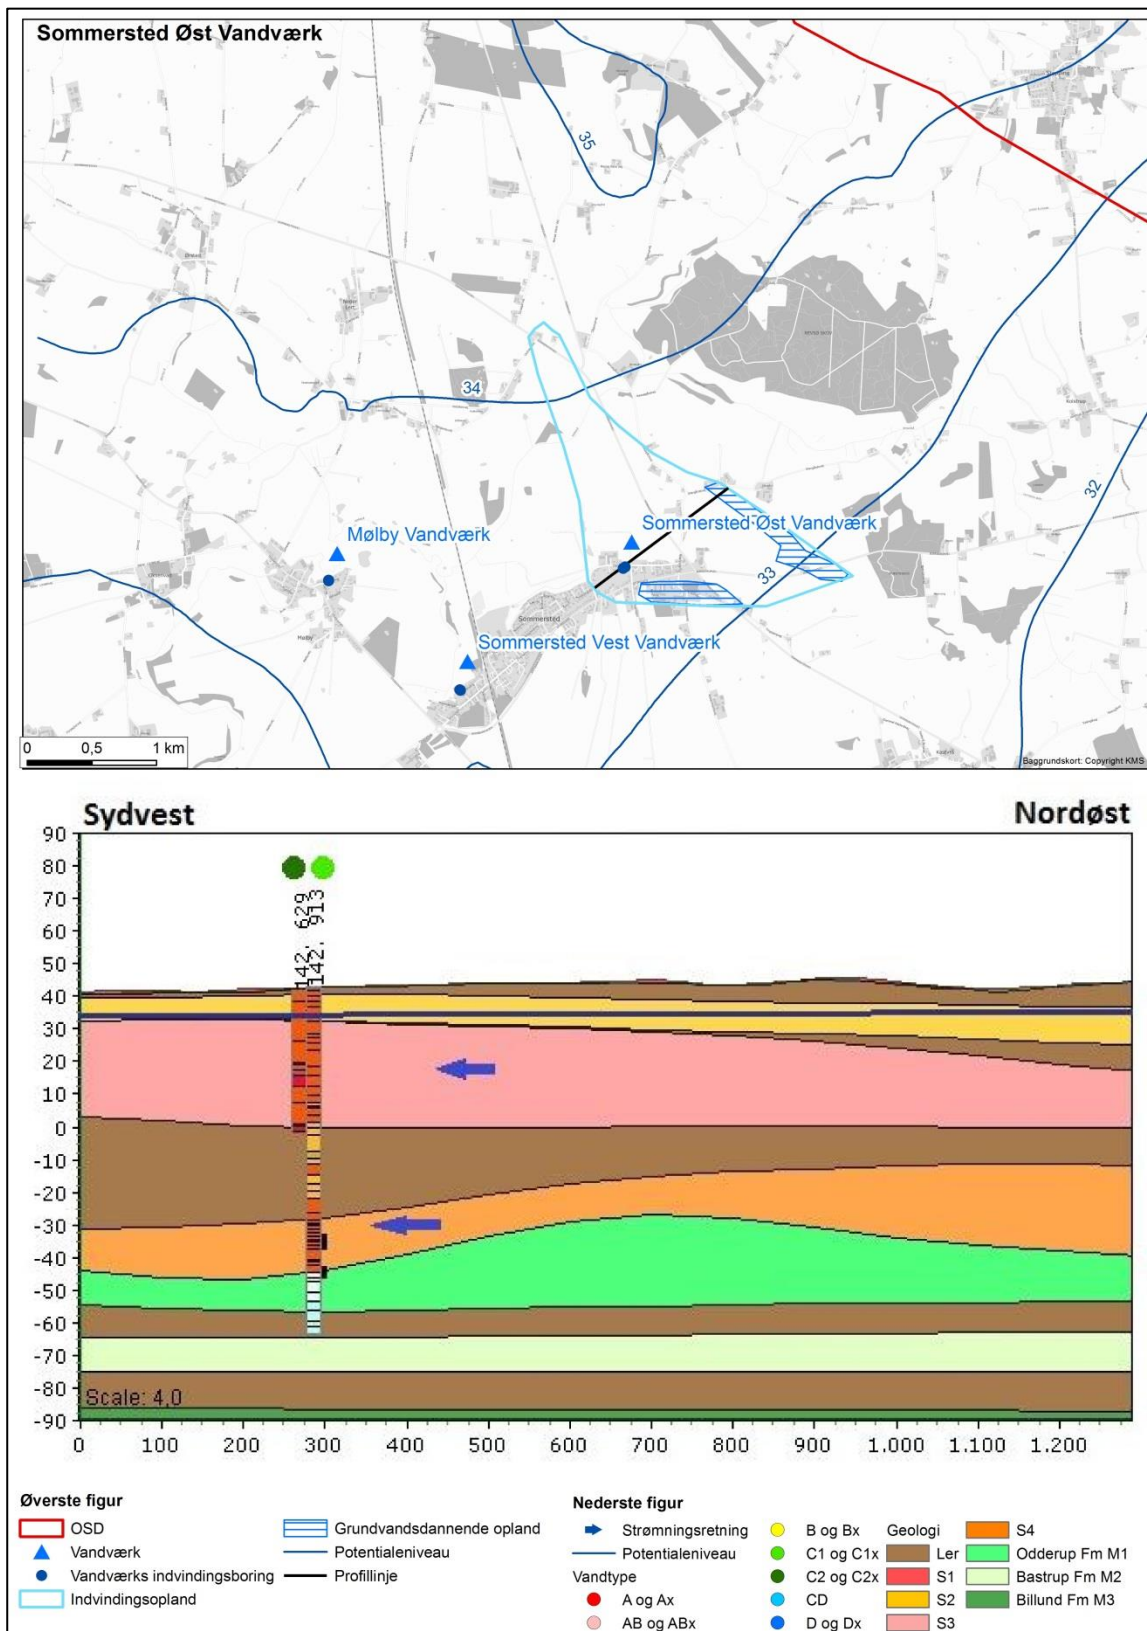 Sommersted Øst Vandværk
35
34
33
32
Mølby Vandværk
Sommersted Øst Vandværk
Sommersted
Mølby
Sommersted Vest Vandværk
0 0,5 1 km
Baggrundskort: Copyright KMS
Sydvest Nordøst
90
80
70
60
50
40
30
20
10
0
-10
-20
-30
-40
-50
-60
-70
-80
-90
142. 629
142. 913
Scale: 4,0
0 100 200 300 400 500 600 700 800 900 1.000 1.100 1.200
Øverste figur
OSD
Vandværk
Vandværks indvindingsboring
Indvindingsopland
Grundvandsdannende opland
Potentialeniveau
Profillinje
Nederste figur
Strømningsretning
Potentialeniveau
Vandtype
A og Ax
AB og ABx
B og Bx
C1 og C1x
C2 og C2x
CD
D og Dx
Geologi
Ler
S1
S2
S3
S4
Odderup Fm M1
Bastrup Fm M2
Billund Fm M3